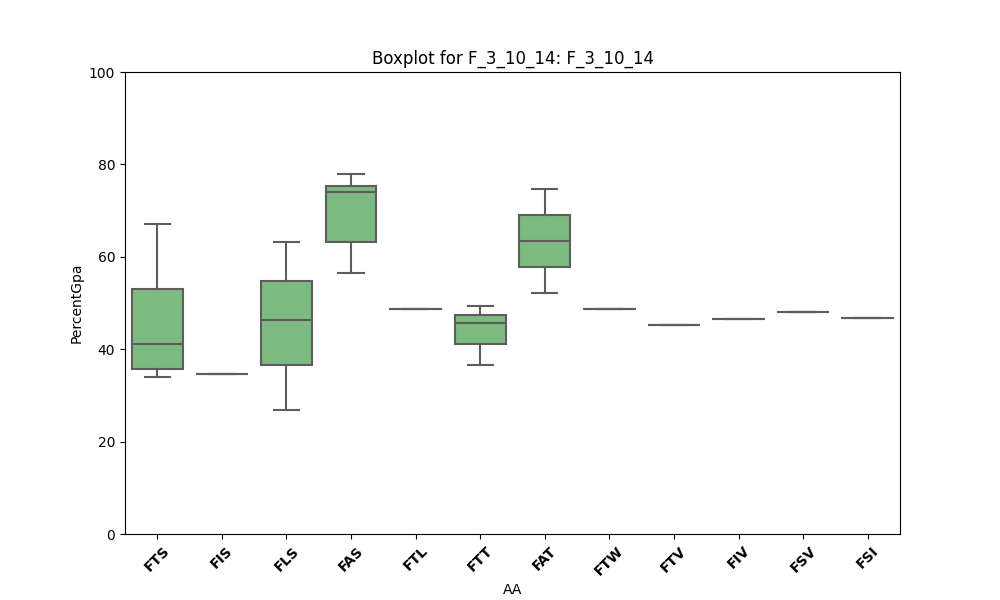 Boxplot for F_3_10_14: F_3_10_14
100
80
60
40
20
0
PercentGpa
FTS
FIS
FLS
FAS
FTL
FTT
FAT
FTW
FTV
FIV
FSV
FSI
AA